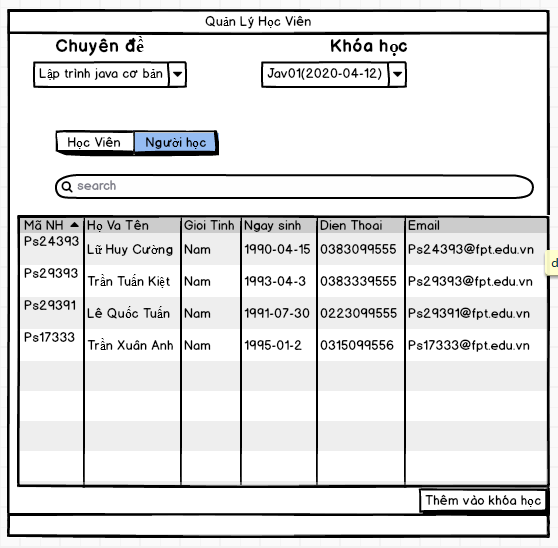 Quản Lý Học Viên
Chuyên đề Khóa học
Lập trình java cơ bản Jav01(2020-04-12)
Học Viên Người học
search
Mã NH Họ Va Tên Gioi Tinh Ngay sinh Dien Thoai Email
Ps24393 Lữ Huy Cường Nam 1990-04-15 0383099555 Ps24393@fpt.edu.vn
Ps29393 Trần Tuấn Kiệt Nam 1993-04-3 0383339555 Ps29393@fpt.edu.vn
Ps29391 Lê Quốc Tuấn Nam 1991-07-30 0223099555 Ps29391@fpt.edu.vn
Ps17333 Trần Xuân Anh Nam 1995-01-2 0315099556 Ps17333@fpt.edu.vn
Thêm vào khóa học